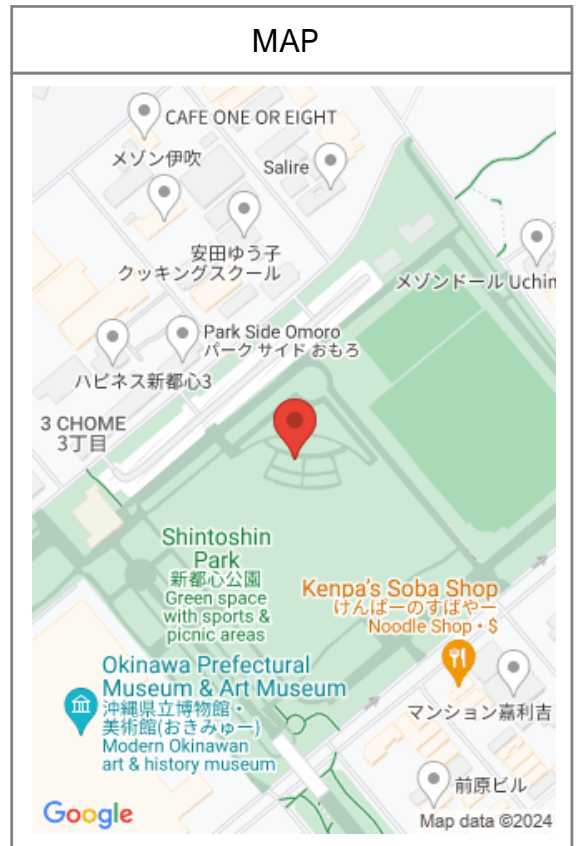 MAP
CAFE ONE OR EIGHT
メゾン伊吹
Salire
安田ゆう子
クッキングスクール
メゾンドール Uchin
Park Side Omoro
パーク サイド おもろ
ハピネス新都心3
3 CHOME
3丁目
Shintoshin
Park
新都心公園
Green space
with sports &
picnic areas
Kenpa's Soba Shop
けんぱーのすばやー
Noodle Shop・$
Okinawa Prefectural
Museum & Art Museum
沖縄県立博物館・
美術館(おきみゅー)
Modern Okinawan
art & history museum
マンション嘉利吉
前原ビル
Google
Map data ©2024